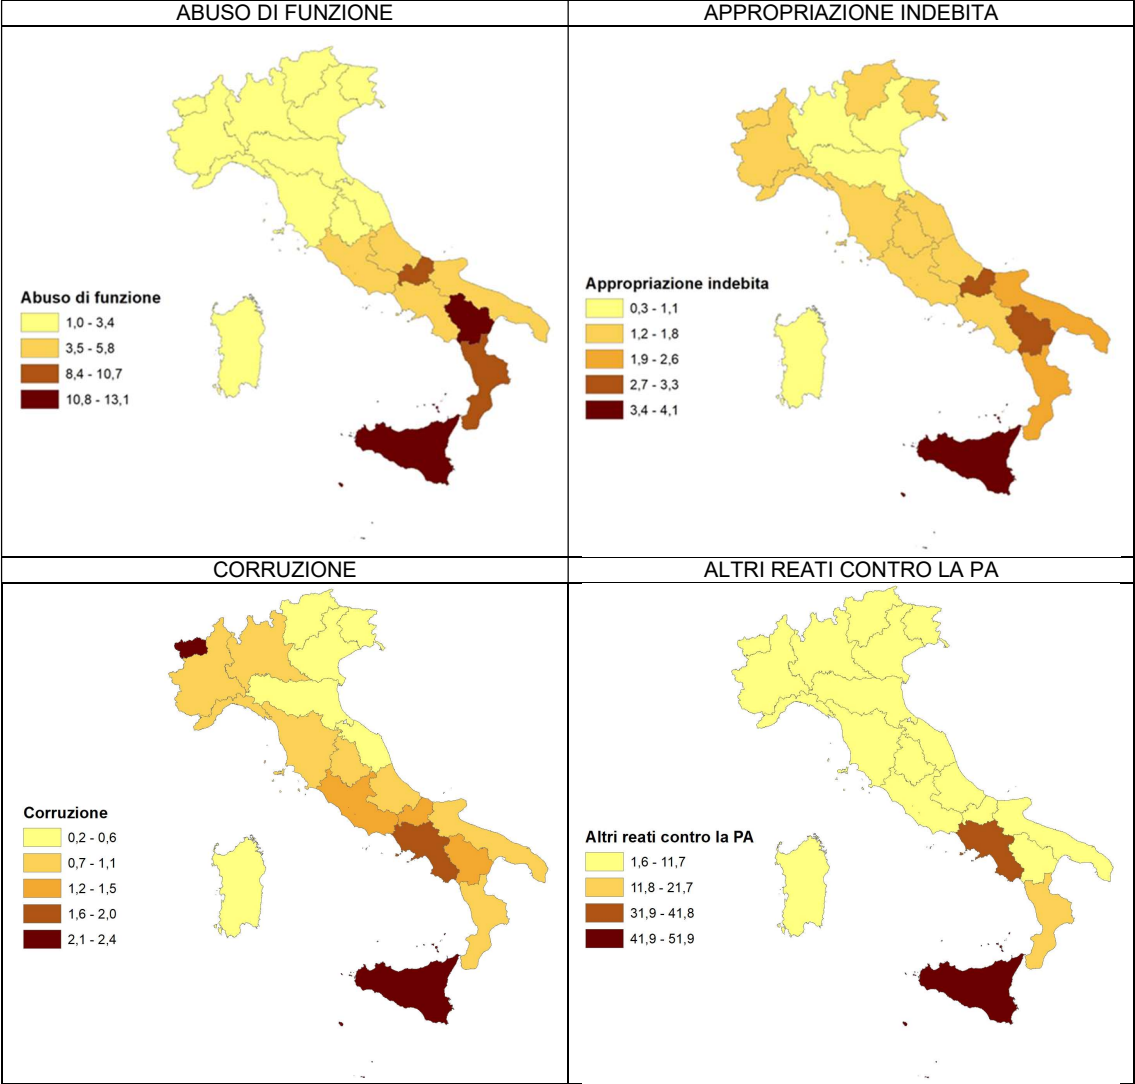 ABUSO DI FUNZIONE
APPROPRIAZIONE INDEBITA
Abuso di funzione
1,0 - 3,4
3,5 - 5,8
8,4 - 10,7
10,8 - 13,1
Appropriazione indebita
0,3 - 1,1
1,2 - 1,8
1,9 - 2,6
2,7 - 3,3
3,4 - 4,1
CORRUZIONE
ALTRI REATI CONTRO LA PA
Corruzione
0,2 - 0,6
0,7 - 1,1
1,2 - 1,5
1,6 - 2,0
2,1 - 2,4
Altri reati contro la PA
1,6 - 11,7
11,8 - 21,7
31,9 - 41,8
41,9 - 51,9